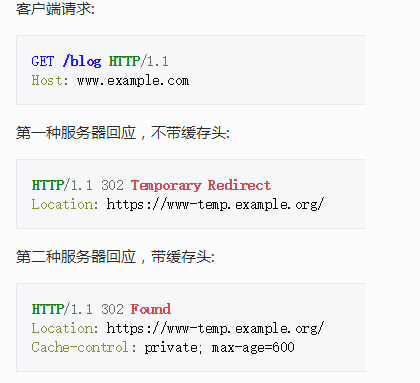 客户端请求:
GET /blog HTTP/1.1
Host: www.example.com
第一种服务器回应，不带缓存头:
HTTP/1.1 302 Temporary Redirect
Location: https://www-temp.example.org/
第二种服务器回应，带缓存头:
HTTP/1.1 302 Found
Location: https://www-temp.example.org/
Cache-control: private; max-age=600